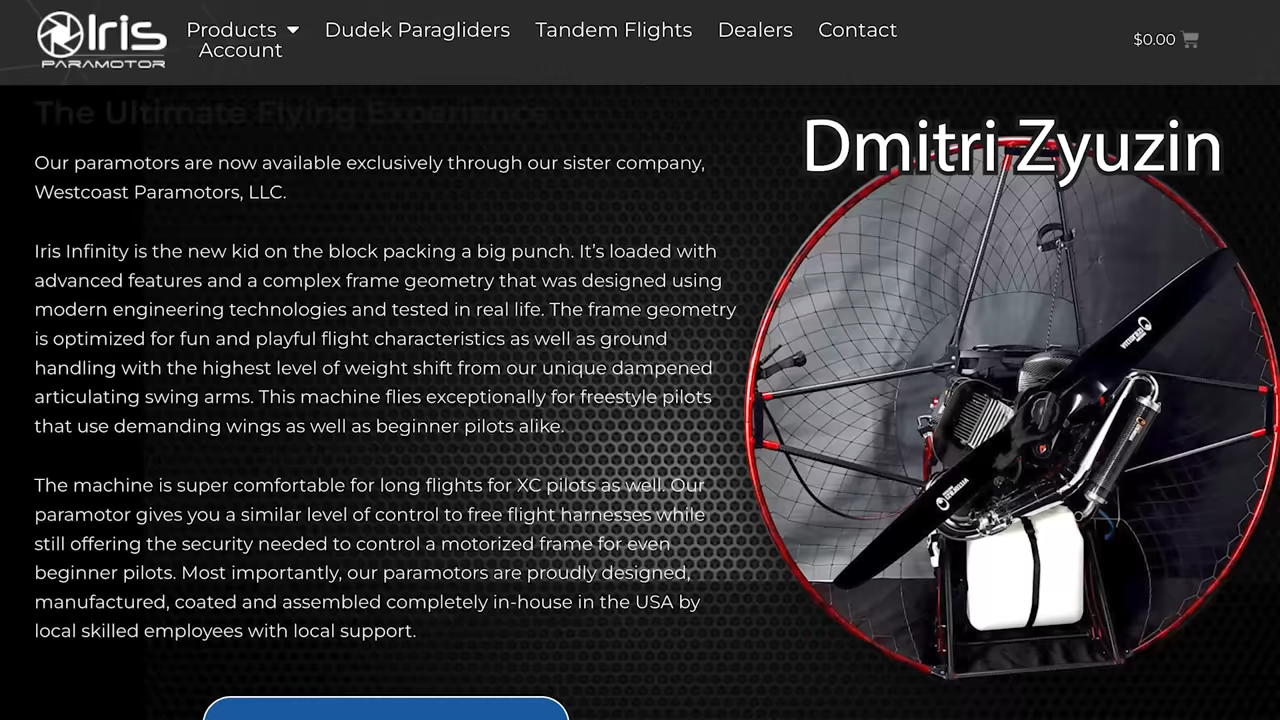 Iris
PARAMOTOR
Products
Dudek Paragliders
Tandem Flights
Dealers
Contact
Account
$0.00
The Ultimate Flying Experience
Dmitri Zyuzin
Our paramotors are now available exclusively through our sister company,
Westcoast Paramotors, LLC.
Iris Infinity is the new kid on the block packing a big punch. It’s loaded with
advanced features and a complex frame geometry that was designed using
modern engineering technologies and tested in real life. The frame geometry
is optimized for fun and playful flight characteristics as well as ground
handling with the highest level of weight shift from our unique dampened
articulating swing arms. This machine flies exceptionally for freestyle pilots
that use demanding wings as well as beginner pilots alike.
The machine is super comfortable for long flights for XC pilots as well. Our
paramotor gives you a similar level of control to free flight harnesses while
still offering the security needed to control a motorized frame for even
beginner pilots. Most importantly, our paramotors are proudly designed,
manufactured, coated and assembled completely in-house in the USA by
local skilled employees with local support.